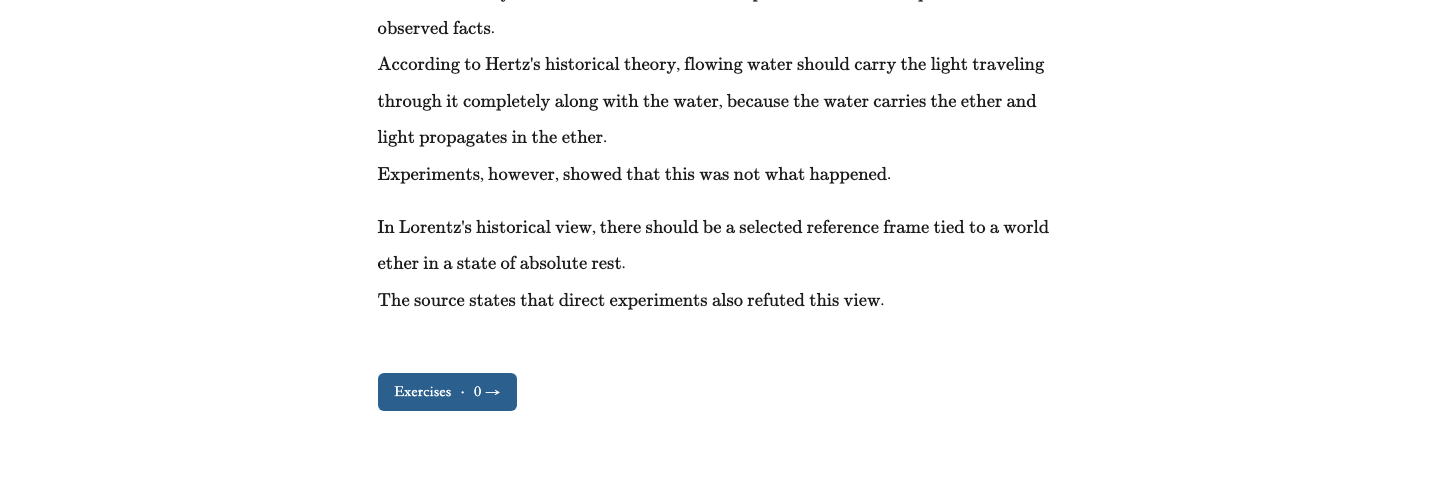 observed facts.
According to Hertz's historical theory, flowing water should carry the light traveling
through it completely along with the water, because the water carries the ether and
light propagates in the ether.
Experiments, however, showed that this was not what happened.
In Lorentz's historical view, there should be a selected reference frame tied to a world
ether in a state of absolute rest.
The source states that direct experiments also refuted this view.
Exercises · 0 →